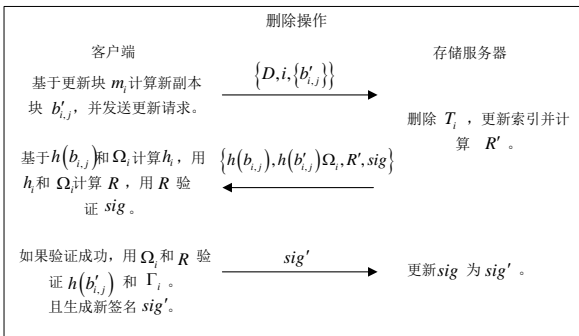 删除操作
客户端
存储服务器
基于更新块 m_i 计算新副本
块 b'_{i,j}，并发送更新请求。
{D, i, {b'_{i,j}}}
删除 T_i ，更新索引并计
算 R' 。
基于 h(b_{i,j}) 和 Ω_i 计算 h_i，用
h_i 和 Ω_i 计算 R ，用 R 验
证 sig 。
{h(b_{i,j}), h(b'_{i,j})Ω_i, R', sig}
如果验证成功，用 Ω_i 和 R 验
证 h(b'_{i,j}) 和 Γ_i 。
且生成新签名 sig'。
sig'
更新 sig 为 sig' 。